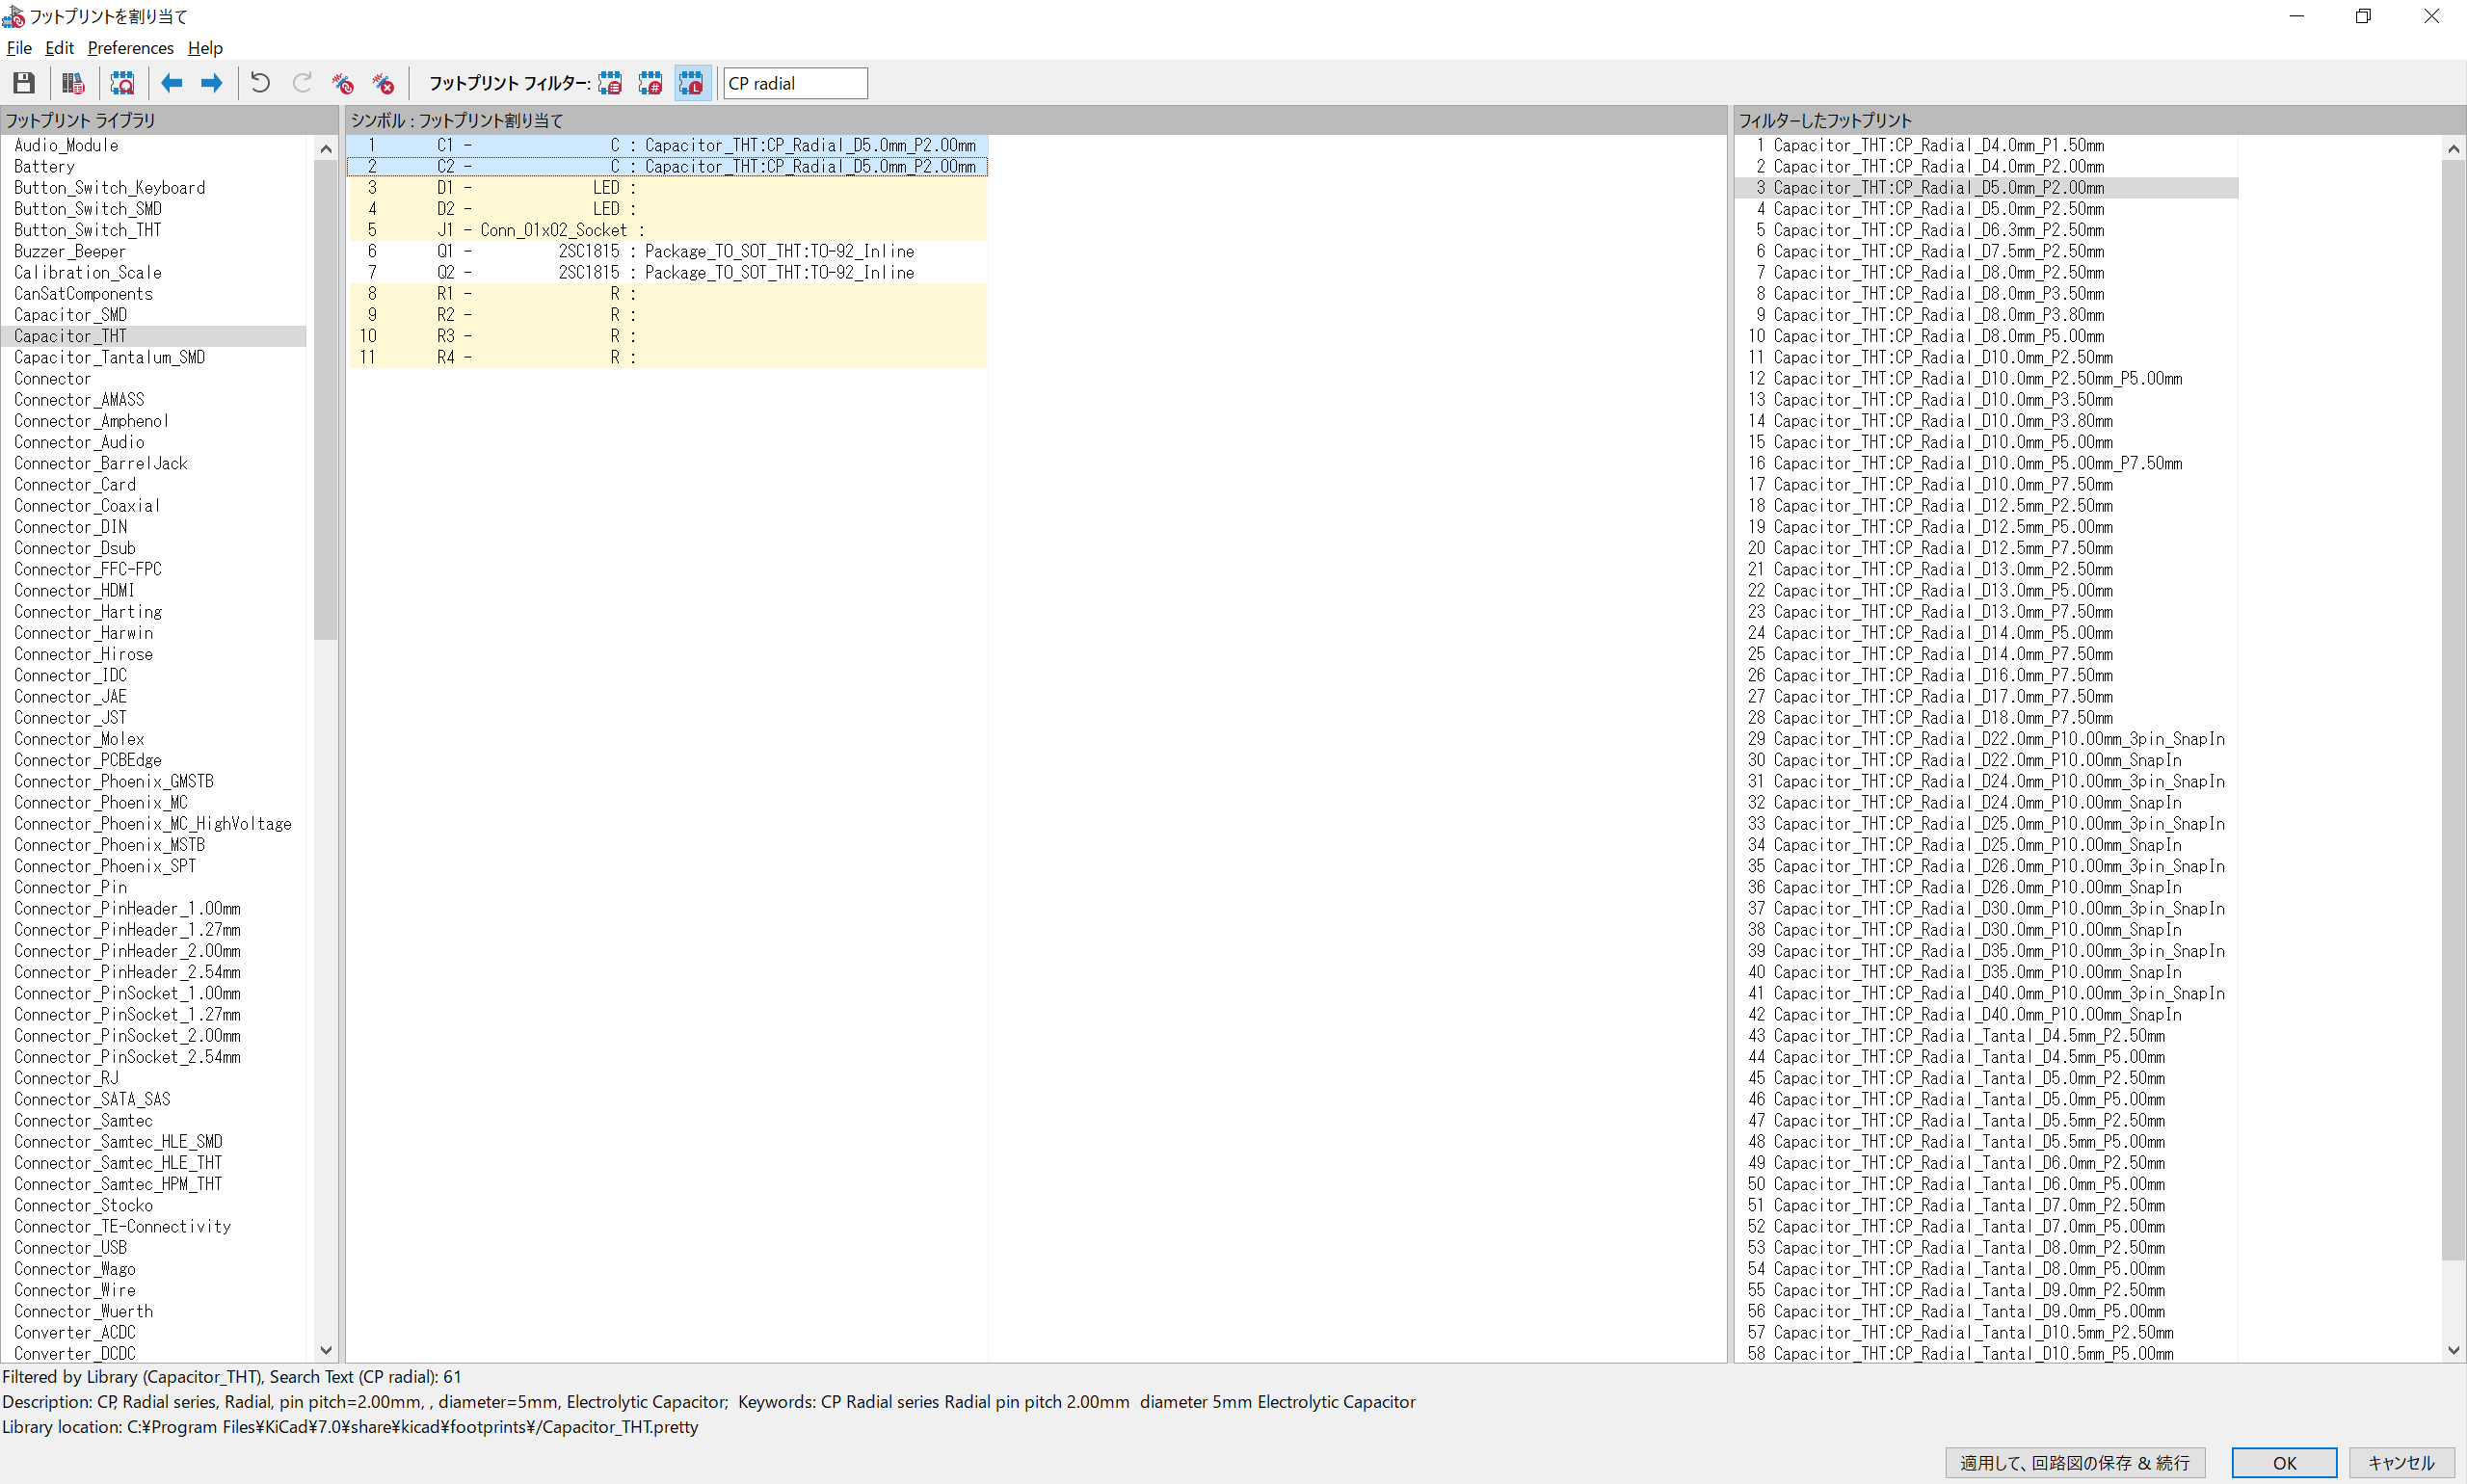 フットプリントを割り当て
File Edit Preferences Help
フットプリント フィルター: CP radial
フットプリント ライブラリ
Audio_Module
Battery
Button_Switch_Keyboard
Button_Switch_SMD
Button_Switch_THT
Buzzer_Beeper
Calibration_Scale
CanSatComponents
Capacitor_SMD
Capacitor_THT
Capacitor_Tantalum_SMD
Connector
Connector_AMASS
Connector_Amphenol
Connector_Audio
Connector_BarrelJack
Connector_Card
Connector_Coaxial
Connector_DIN
Connector_Dsub
Connector_FFC-FPC
Connector_HDMI
Connector_Harting
Connector_Harwin
Connector_Hirose
Connector_IDC
Connector_JAE
Connector_JST
Connector_Molex
Connector_PCBEdge
Connector_Phoenix_GMSTB
Connector_Phoenix_MC
Connector_Phoenix_MC_HighVoltage
Connector_Phoenix_MSTB
Connector_Phoenix_SPT
Connector_Pin
Connector_PinHeader_1.00mm
Connector_PinHeader_1.27mm
Connector_PinHeader_2.00mm
Connector_PinHeader_2.54mm
Connector_PinSocket_1.00mm
Connector_PinSocket_1.27mm
Connector_PinSocket_2.00mm
Connector_PinSocket_2.54mm
Connector_RJ
Connector_SATA_SAS
Connector_Samtec
Connector_Samtec_HLE_SMD
Connector_Samtec_HLE_THT
Connector_Samtec_HPM_THT
Connector_Stocko
Connector_TE-Connectivity
Connector_USB
Connector_Wago
Connector_Wire
Connector_Wuerth
Converter_ACDC
Converter_DCDC
シンボル : フットプリント割り当て
1 C1 - C : Capacitor_THT:CP_Radial_D5.0mm_P2.00mm
2 C2 - C : Capacitor_THT:CP_Radial_D5.0mm_P2.00mm
3 D1 - LED :
4 D2 - LED :
5 J1 - Conn_01x02_Socket :
6 Q1 - 2SC1815 : Package_TO_SOT_THT:TO-92_Inline
7 Q2 - 2SC1815 : Package_TO_SOT_THT:TO-92_Inline
8 R1 - R :
9 R2 - R :
10 R3 - R :
11 R4 - R :
フィルターしたフットプリント
1 Capacitor_THT:CP_Radial_D4.0mm_P1.50mm
2 Capacitor_THT:CP_Radial_D4.0mm_P2.00mm
3 Capacitor_THT:CP_Radial_D5.0mm_P2.00mm
4 Capacitor_THT:CP_Radial_D5.0mm_P2.50mm
5 Capacitor_THT:CP_Radial_D6.3mm_P2.50mm
6 Capacitor_THT:CP_Radial_D7.5mm_P2.50mm
7 Capacitor_THT:CP_Radial_D8.0mm_P2.50mm
8 Capacitor_THT:CP_Radial_D8.0mm_P3.50mm
9 Capacitor_THT:CP_Radial_D8.0mm_P3.80mm
10 Capacitor_THT:CP_Radial_D8.0mm_P5.00mm
11 Capacitor_THT:CP_Radial_D10.0mm_P2.50mm
12 Capacitor_THT:CP_Radial_D10.0mm_P2.50mm_P5.00mm
13 Capacitor_THT:CP_Radial_D10.0mm_P3.50mm
14 Capacitor_THT:CP_Radial_D10.0mm_P3.80mm
15 Capacitor_THT:CP_Radial_D10.0mm_P5.00mm
16 Capacitor_THT:CP_Radial_D10.0mm_P5.00mm_P7.50mm
17 Capacitor_THT:CP_Radial_D10.0mm_P7.50mm
18 Capacitor_THT:CP_Radial_D12.5mm_P2.50mm
19 Capacitor_THT:CP_Radial_D12.5mm_P5.00mm
20 Capacitor_THT:CP_Radial_D12.5mm_P7.50mm
21 Capacitor_THT:CP_Radial_D13.0mm_P2.50mm
22 Capacitor_THT:CP_Radial_D13.0mm_P5.00mm
23 Capacitor_THT:CP_Radial_D13.0mm_P7.50mm
24 Capacitor_THT:CP_Radial_D14.0mm_P5.00mm
25 Capacitor_THT:CP_Radial_D14.0mm_P7.50mm
26 Capacitor_THT:CP_Radial_D16.0mm_P7.50mm
27 Capacitor_THT:CP_Radial_D17.0mm_P7.50mm
28 Capacitor_THT:CP_Radial_D18.0mm_P7.50mm
29 Capacitor_THT:CP_Radial_D22.0mm_P10.00mm_3pin_SnapIn
30 Capacitor_THT:CP_Radial_D22.0mm_P10.00mm_SnapIn
31 Capacitor_THT:CP_Radial_D24.0mm_P10.00mm_3pin_SnapIn
32 Capacitor_THT:CP_Radial_D24.0mm_P10.00mm_SnapIn
33 Capacitor_THT:CP_Radial_D25.0mm_P10.00mm_3pin_SnapIn
34 Capacitor_THT:CP_Radial_D25.0mm_P10.00mm_SnapIn
35 Capacitor_THT:CP_Radial_D26.0mm_P10.00mm_3pin_SnapIn
36 Capacitor_THT:CP_Radial_D26.0mm_P10.00mm_SnapIn
37 Capacitor_THT:CP_Radial_D30.0mm_P10.00mm_3pin_SnapIn
38 Capacitor_THT:CP_Radial_D30.0mm_P10.00mm_SnapIn
39 Capacitor_THT:CP_Radial_D35.0mm_P10.00mm_3pin_SnapIn
40 Capacitor_THT:CP_Radial_D35.0mm_P10.00mm_SnapIn
41 Capacitor_THT:CP_Radial_D40.0mm_P10.00mm_3pin_SnapIn
42 Capacitor_THT:CP_Radial_D40.0mm_P10.00mm_SnapIn
43 Capacitor_THT:CP_Radial_Tantal_D4.5mm_P2.50mm
44 Capacitor_THT:CP_Radial_Tantal_D4.5mm_P5.00mm
45 Capacitor_THT:CP_Radial_Tantal_D5.0mm_P2.50mm
46 Capacitor_THT:CP_Radial_Tantal_D5.0mm_P5.00mm
47 Capacitor_THT:CP_Radial_Tantal_D5.5mm_P2.50mm
48 Capacitor_THT:CP_Radial_Tantal_D5.5mm_P5.00mm
49 Capacitor_THT:CP_Radial_Tantal_D6.0mm_P2.50mm
50 Capacitor_THT:CP_Radial_Tantal_D6.0mm_P5.00mm
51 Capacitor_THT:CP_Radial_Tantal_D7.0mm_P2.50mm
52 Capacitor_THT:CP_Radial_Tantal_D7.0mm_P5.00mm
53 Capacitor_THT:CP_Radial_Tantal_D8.0mm_P2.50mm
54 Capacitor_THT:CP_Radial_Tantal_D8.0mm_P5.00mm
55 Capacitor_THT:CP_Radial_Tantal_D9.0mm_P2.50mm
56 Capacitor_THT:CP_Radial_Tantal_D9.0mm_P5.00mm
57 Capacitor_THT:CP_Radial_Tantal_D10.5mm_P2.50mm
58 Capacitor_THT:CP_Radial_Tantal_D10.5mm_P5.00mm
Filtered by Library (Capacitor_THT), Search Text (CP radial): 61
Description: CP, Radial series, Radial, pin pitch=2.00mm, , diameter=5mm, Electrolytic Capacitor; Keywords: CP Radial series Radial pin pitch 2.00mm diameter 5mm Electrolytic Capacitor
Library location: C:¥Program Files¥KiCad¥7.0¥share¥kicad¥footprints¥/Capacitor_THT.pretty
適用して、回路図の保存 & 続行 OK キャンセル